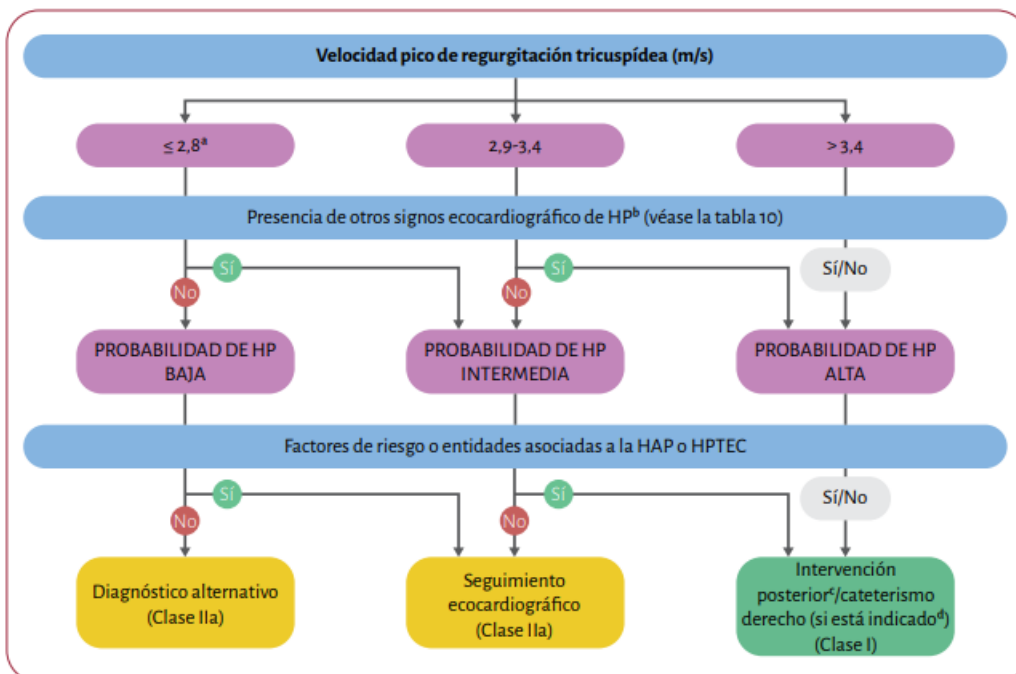 Velocidad pico de regurgitación tricuspídea (m/s)
≤ 2,8ª
2,9-3,4
> 3,4
Presencia de otros signos ecocardiográfico de HPᵇ (véase la tabla 10)
Sí
Sí
Sí/No
No
No
PROBABILIDAD DE HP
BAJA
PROBABILIDAD DE HP
INTERMEDIA
PROBABILIDAD DE HP
ALTA
Factores de riesgo o entidades asociadas a la HAP o HPTEC
Sí
Sí
Sí/No
No
No
Diagnóstico alternativo
(Clase IIa)
Seguimiento
ecocardiográfico
(Clase IIa)
Intervención
posteriorᶜ/cateterismo
derecho (si está indicadoᵈ)
(Clase I)